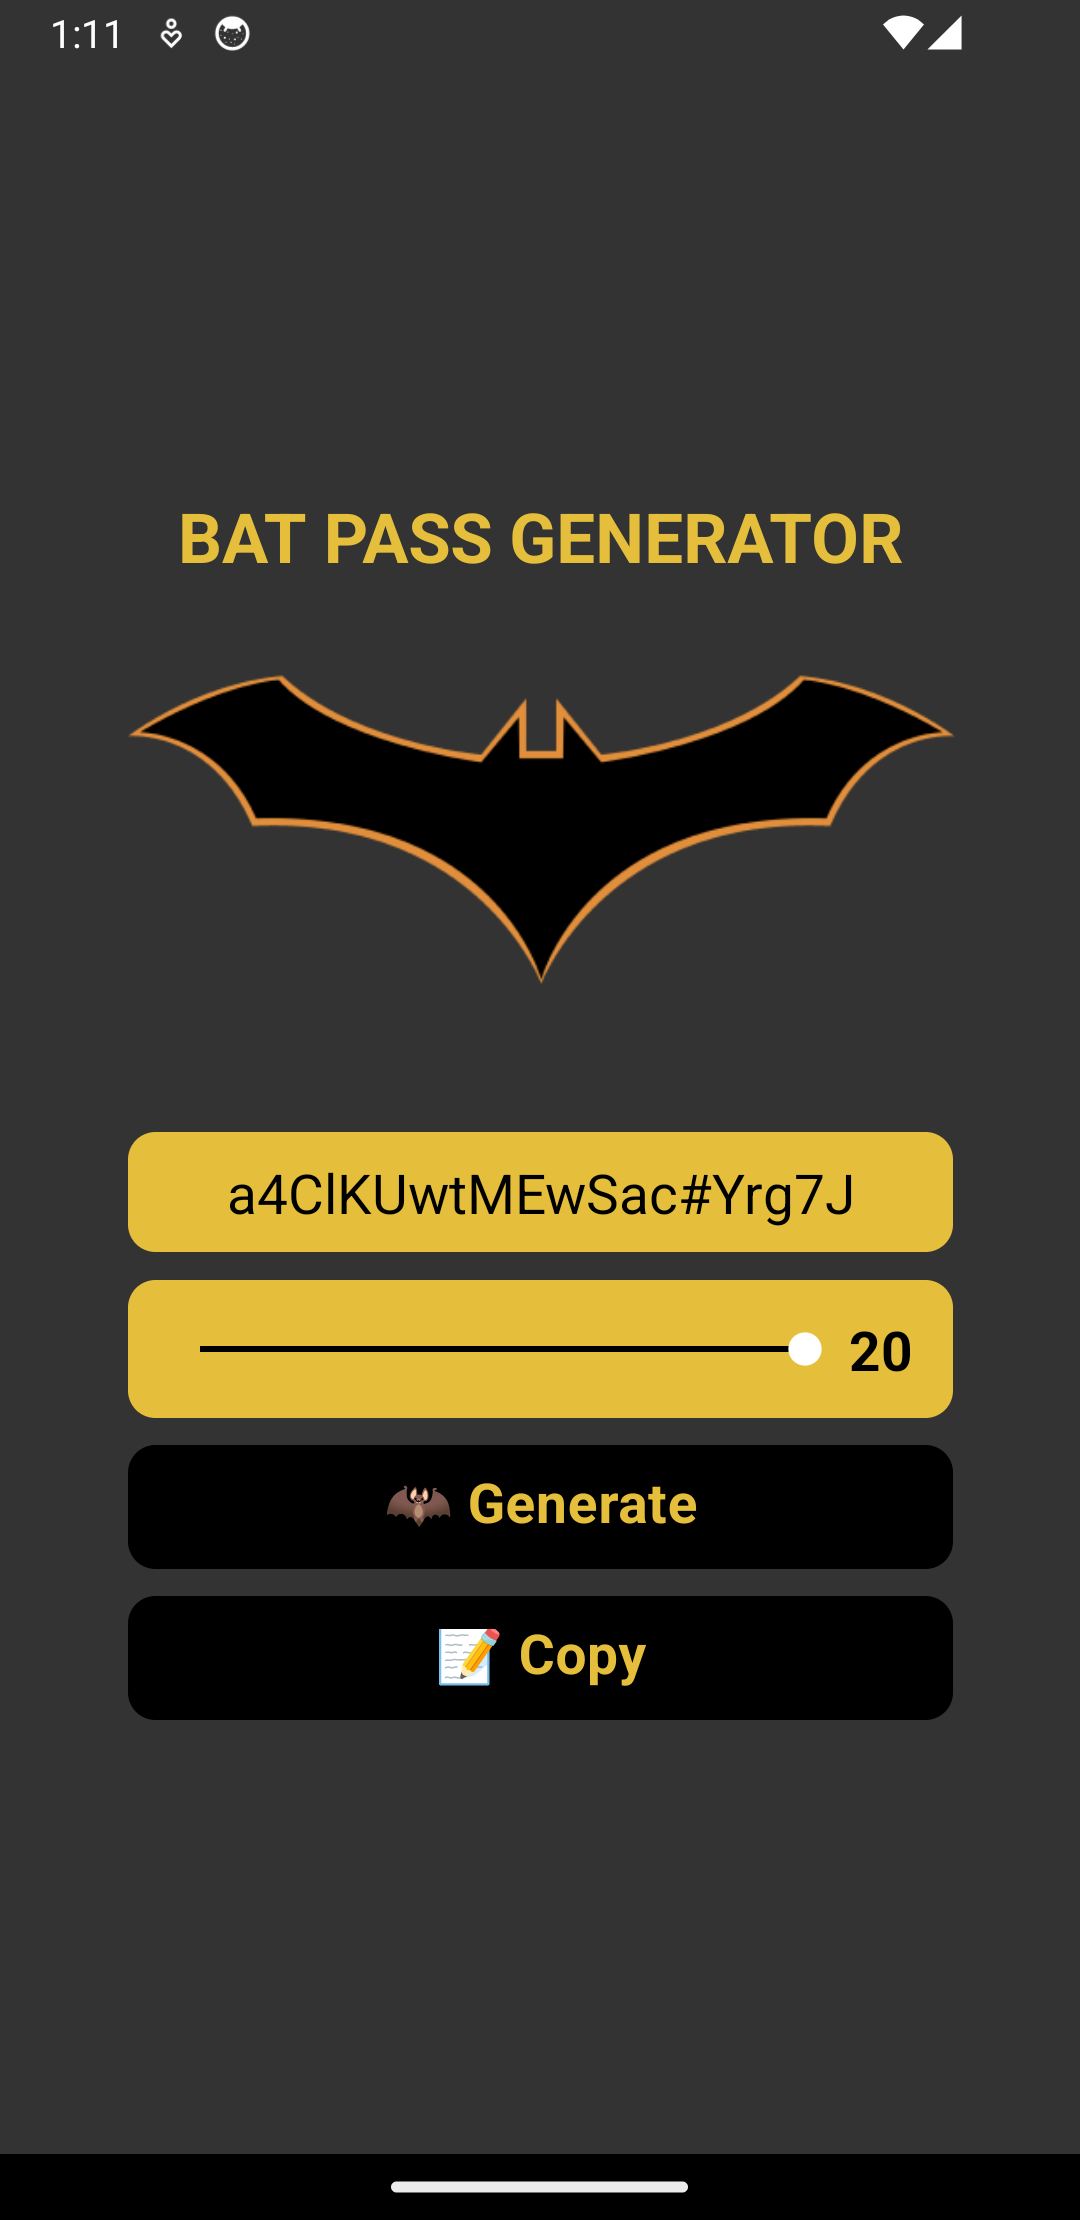 1:11
BAT PASS GENERATOR
a4ClKUwtMEwSac#Yrg7J
20
🦇 Generate
📝 Copy